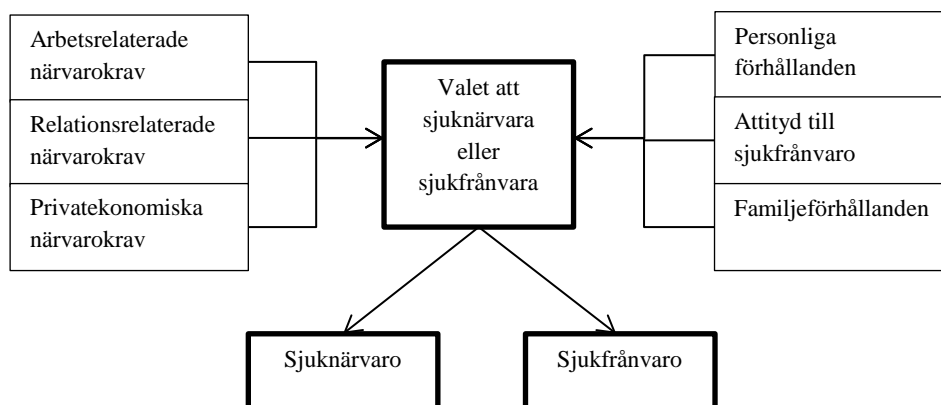 Arbetsrelaterade
närvarokrav
Relationsrelaterade
närvarokrav
Privatekonomiska
närvarokrav
Valet att
sjuknärvara
eller
sjukfrånvara
Personliga
förhållanden
Attityd till
sjukfrånvaro
Familjeförhållanden
Sjuknärvaro
Sjukfrånvaro